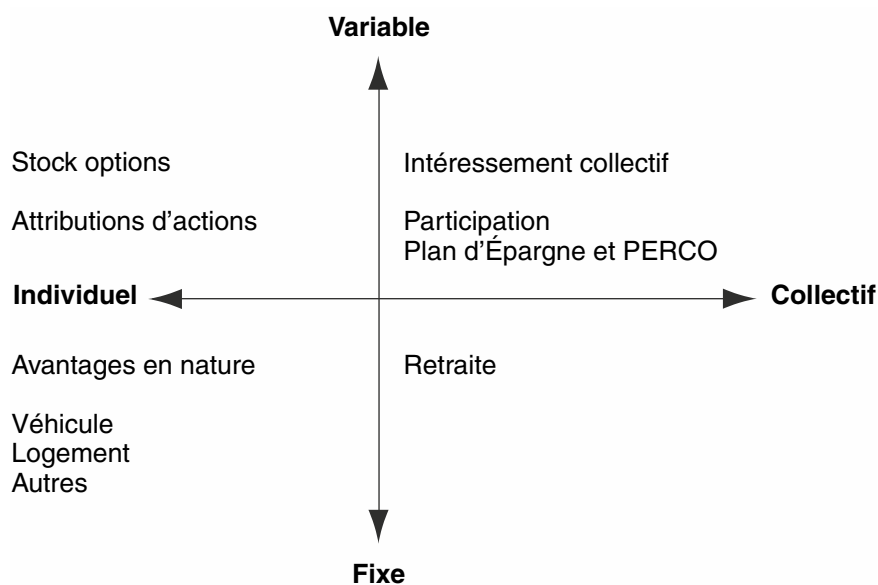 Variable
Stock options
Intéressement collectif
Attributions d'actions
Participation
Plan d'Épargne et PERCO
Individuel
Collectif
Avantages en nature
Retraite
Véhicule
Logement
Autres
Fixe